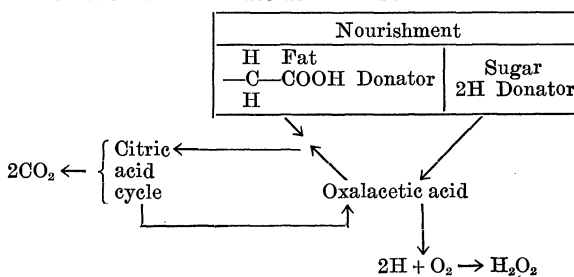 Nourishment
H Fat
—C—COOH Donator
H
Sugar
2H Donator
Citric
acid
cycle
2CO₂
Oxalacetic acid
2H + O₂ → H₂O₂